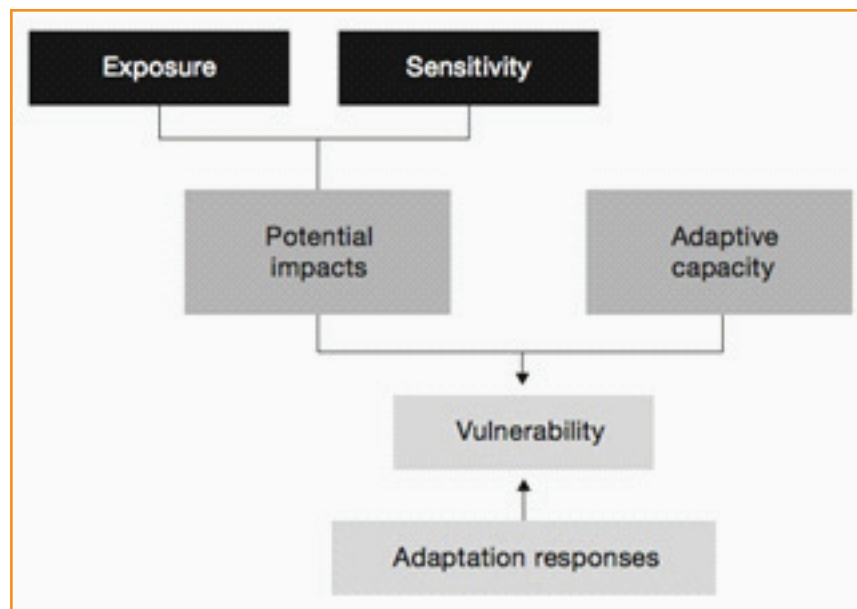 Exposure
Sensitivity
Potential
impacts
Adaptive
capacity
Vulnerability
Adaptation responses